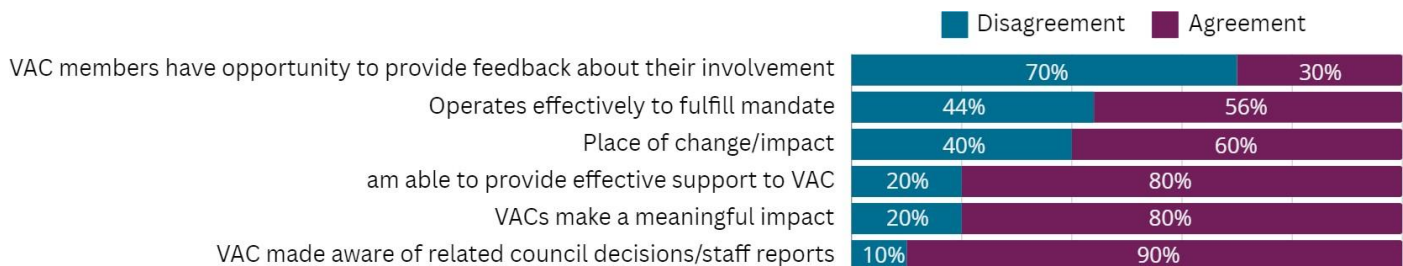 Disagreement Agreement
VAC members have opportunity to provide feedback about their involvement 70% 30%
Operates effectively to fulfill mandate 44% 56%
Place of change/impact 40% 60%
am able to provide effective support to VAC 20% 80%
VACs make a meaningful impact 20% 80%
VAC made aware of related council decisions/staff reports 10% 90%